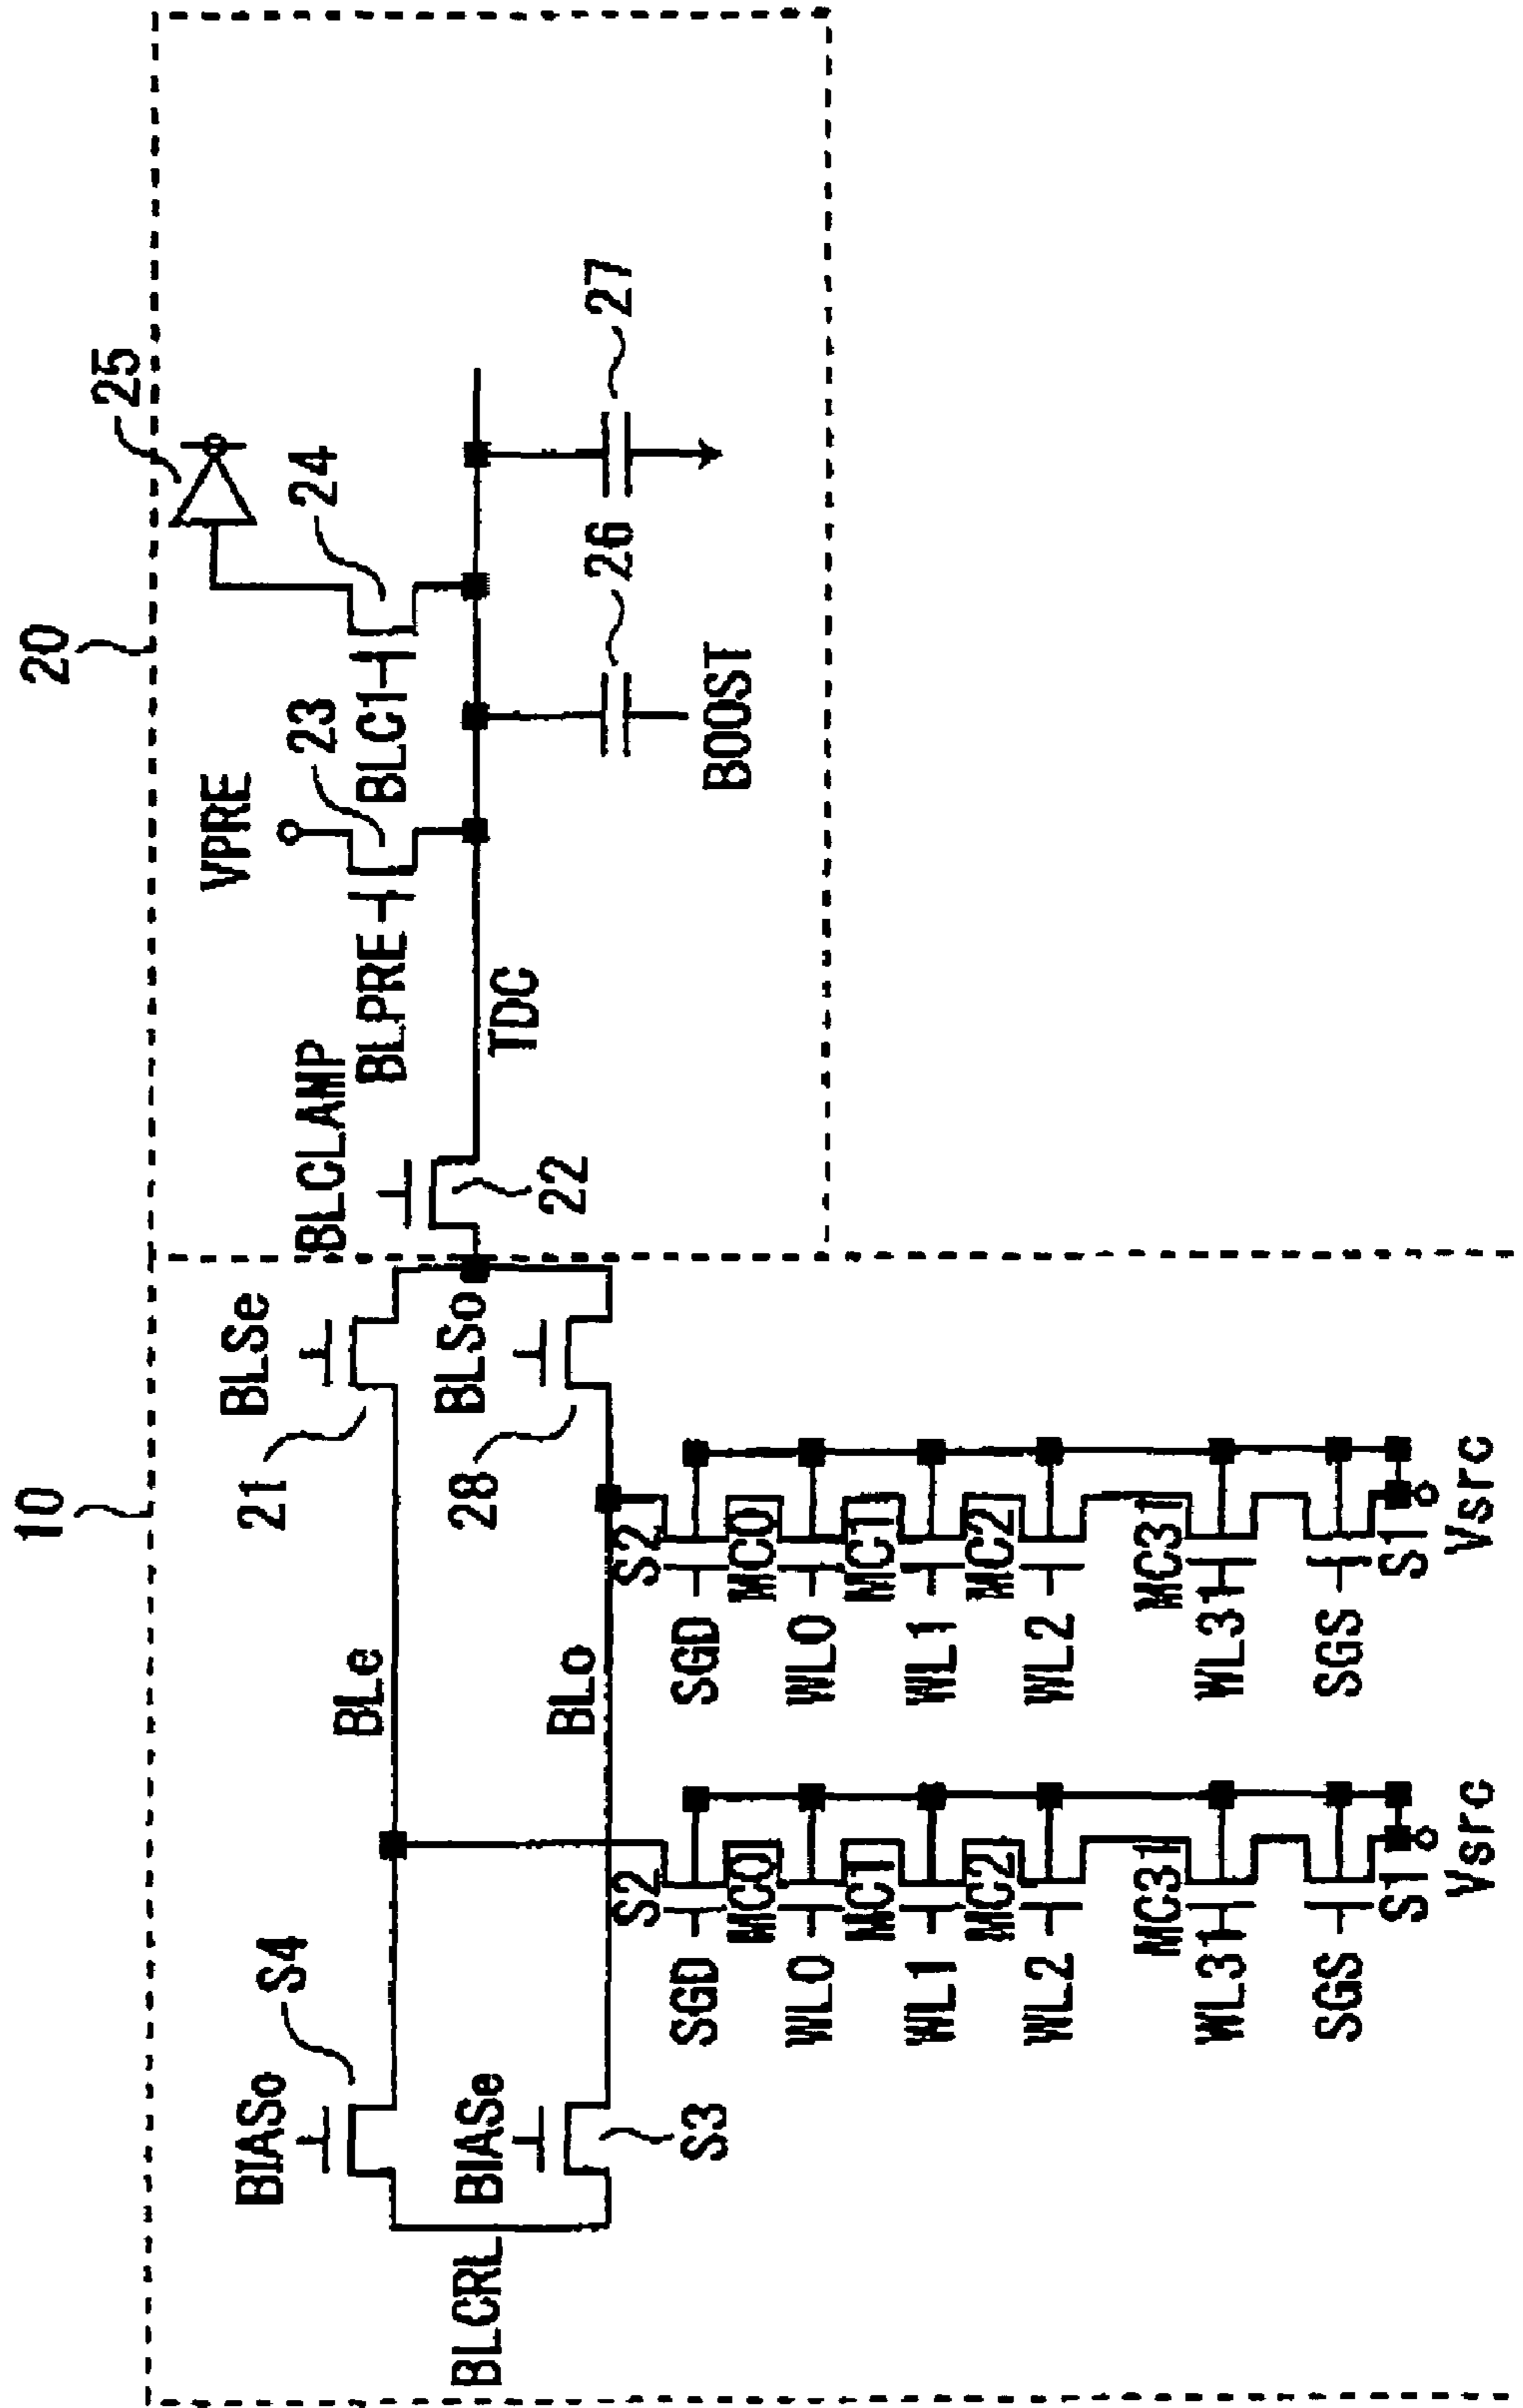 10
20
BLCRL
BIASo
S4
BIASe
S3
BLe
BLo
21
BLSe
28
BLSo
BLCLAMP
22
TDC
VPRE
BLPRE
23
BLC1
24
25
BOOST
26
27
S2
SGD
MC0
WL0
MC1
WL1
MC2
WL2
MC31
WL31
SGS
S1
Vsrc
S2
SGD
MC0
WL0
MC1
WL1
MC2
WL2
MC31
WL31
SGS
S1
Vsrc